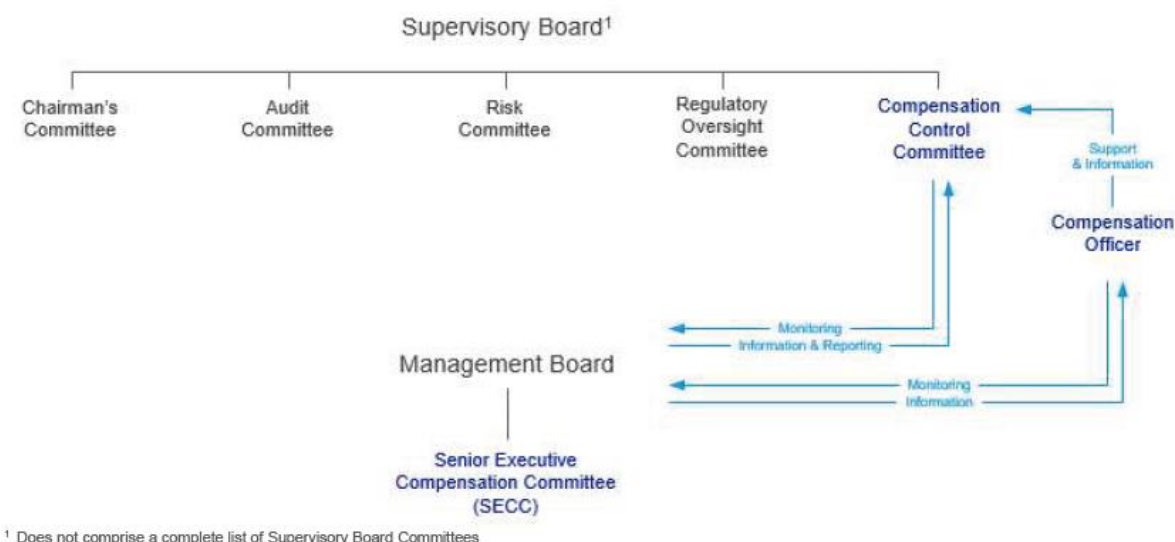 Supervisory Board¹
Chairman's
Committee
Audit
Committee
Risk
Committee
Regulatory
Oversight
Committee
Compensation
Control
Committee
Support
& Information
Compensation
Officer
Monitoring
Information & Reporting
Management Board
Monitoring
Information
Senior Executive
Compensation Committee
(SECC)
¹ Does not comprise a complete list of Supervisory Board Committees